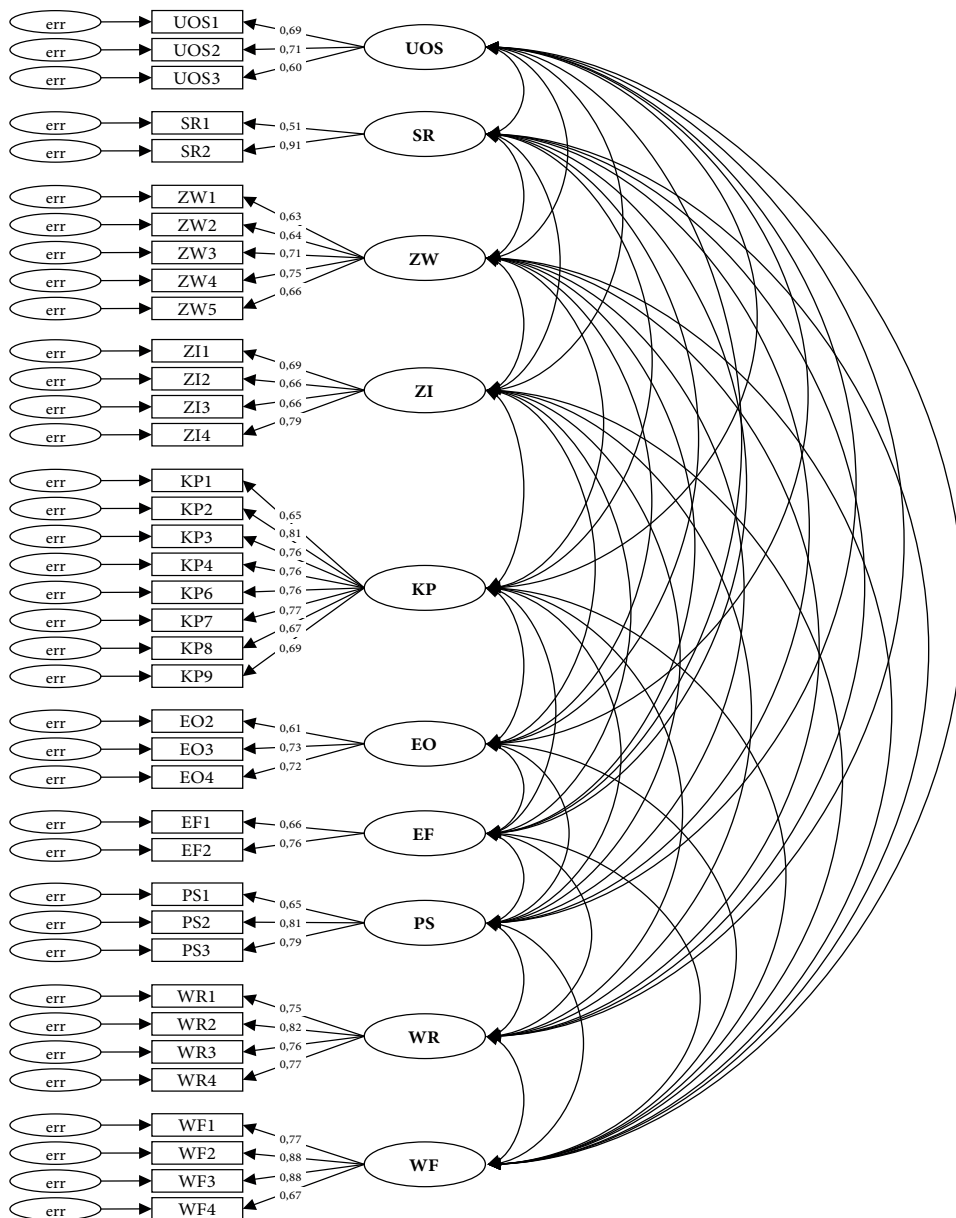 err UOS1 0,69
err UOS2 0,71 UOS
err UOS3 0,60
err SR1 0,51 SR
err SR2 0,91
err ZW1 0,63
err ZW2 0,64
err ZW3 0,71 ZW
err ZW4 0,75
err ZW5 0,66
err ZI1 0,69
err ZI2 0,66 ZI
err ZI3 0,66
err ZI4 0,79
err KP1 0,65
err KP2 0,81
err KP3 0,76
err KP4 0,76 KP
err KP6 0,76
err KP7 0,77
err KP8 0,67
err KP9 0,69
err EO2 0,61
err EO3 0,73 EO
err EO4 0,72
err EF1 0,66 EF
err EF2 0,76
err PS1 0,65
err PS2 0,81 PS
err PS3 0,79
err WR1 0,75
err WR2 0,82 WR
err WR3 0,76
err WR4 0,77
err WF1 0,77
err WF2 0,88 WF
err WF3 0,88
err WF4 0,67